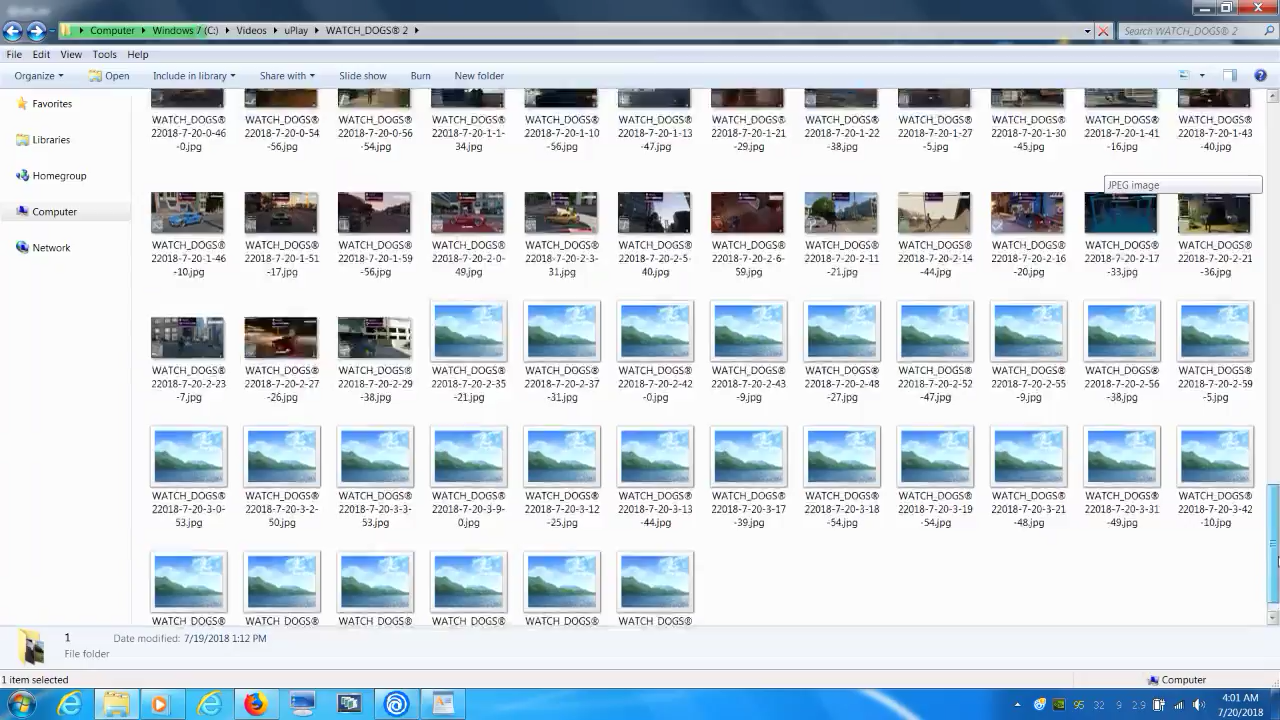 Computer Windows 7 (C:) Videos uPlay WATCH_DOGS® 2 Search WATCH_DOGS® 2
File Edit View Tools Help
Organize Open Include in library Share with Slide show Burn New folder
Favorites
Libraries
Homegroup
Computer
Network
WATCH_DOGS® WATCH_DOGS® WATCH_DOGS® WATCH_DOGS® WATCH_DOGS® WATCH_DOGS® WATCH_DOGS® WATCH_DOGS® WATCH_DOGS® WATCH_DOGS® WATCH_DOGS® WATCH_DOGS®
22018-7-20-0-46 22018-7-20-0-54 22018-7-20-0-56 22018-7-20-1-1- 22018-7-20-1-10 22018-7-20-1-13 22018-7-20-1-21 22018-7-20-1-22 22018-7-20-1-27 22018-7-20-1-30 22018-7-20-1-41 22018-7-20-1-43
-0.jpg -56.jpg -54.jpg 34.jpg -56.jpg -47.jpg -29.jpg -38.jpg -5.jpg -45.jpg -16.jpg -40.jpg
JPEG image
WATCH_DOGS® WATCH_DOGS® WATCH_DOGS® WATCH_DOGS® WATCH_DOGS® WATCH_DOGS® WATCH_DOGS® WATCH_DOGS® WATCH_DOGS® WATCH_DOGS® WATCH_DOGS® WATCH_DOGS®
22018-7-20-1-46 22018-7-20-1-51 22018-7-20-1-59 22018-7-20-2-0- 22018-7-20-2-3- 22018-7-20-2-5- 22018-7-20-2-6- 22018-7-20-2-11 22018-7-20-2-14 22018-7-20-2-16 22018-7-20-2-17 22018-7-20-2-21
-10.jpg -17.jpg -56.jpg 49.jpg 31.jpg 40.jpg 59.jpg -21.jpg -44.jpg -20.jpg -33.jpg -36.jpg
WATCH_DOGS® WATCH_DOGS® WATCH_DOGS® WATCH_DOGS® WATCH_DOGS® WATCH_DOGS® WATCH_DOGS® WATCH_DOGS® WATCH_DOGS® WATCH_DOGS® WATCH_DOGS® WATCH_DOGS®
22018-7-20-2-23 22018-7-20-2-27 22018-7-20-2-29 22018-7-20-2-35 22018-7-20-2-37 22018-7-20-2-42 22018-7-20-2-43 22018-7-20-2-48 22018-7-20-2-52 22018-7-20-2-55 22018-7-20-2-56 22018-7-20-2-59
-7.jpg -26.jpg -38.jpg -21.jpg -31.jpg -0.jpg -9.jpg -27.jpg -47.jpg -9.jpg -38.jpg -5.jpg
WATCH_DOGS® WATCH_DOGS® WATCH_DOGS® WATCH_DOGS® WATCH_DOGS® WATCH_DOGS® WATCH_DOGS® WATCH_DOGS® WATCH_DOGS® WATCH_DOGS® WATCH_DOGS® WATCH_DOGS®
22018-7-20-3-0- 22018-7-20-3-2- 22018-7-20-3-3- 22018-7-20-3-9- 22018-7-20-3-12 22018-7-20-3-13 22018-7-20-3-17 22018-7-20-3-18 22018-7-20-3-19 22018-7-20-3-21 22018-7-20-3-31 22018-7-20-3-42
53.jpg 50.jpg 53.jpg 0.jpg -25.jpg -44.jpg -39.jpg -54.jpg -54.jpg -48.jpg -49.jpg -10.jpg
WATCH_DOGS® WATCH_DOGS® WATCH_DOGS® WATCH_DOGS® WATCH_DOGS® WATCH_DOGS®
1 Date modified: 7/19/2018 1:12 PM
File folder
1 item selected Computer
95 32 9 2.9 4:01 AM
7/20/2018